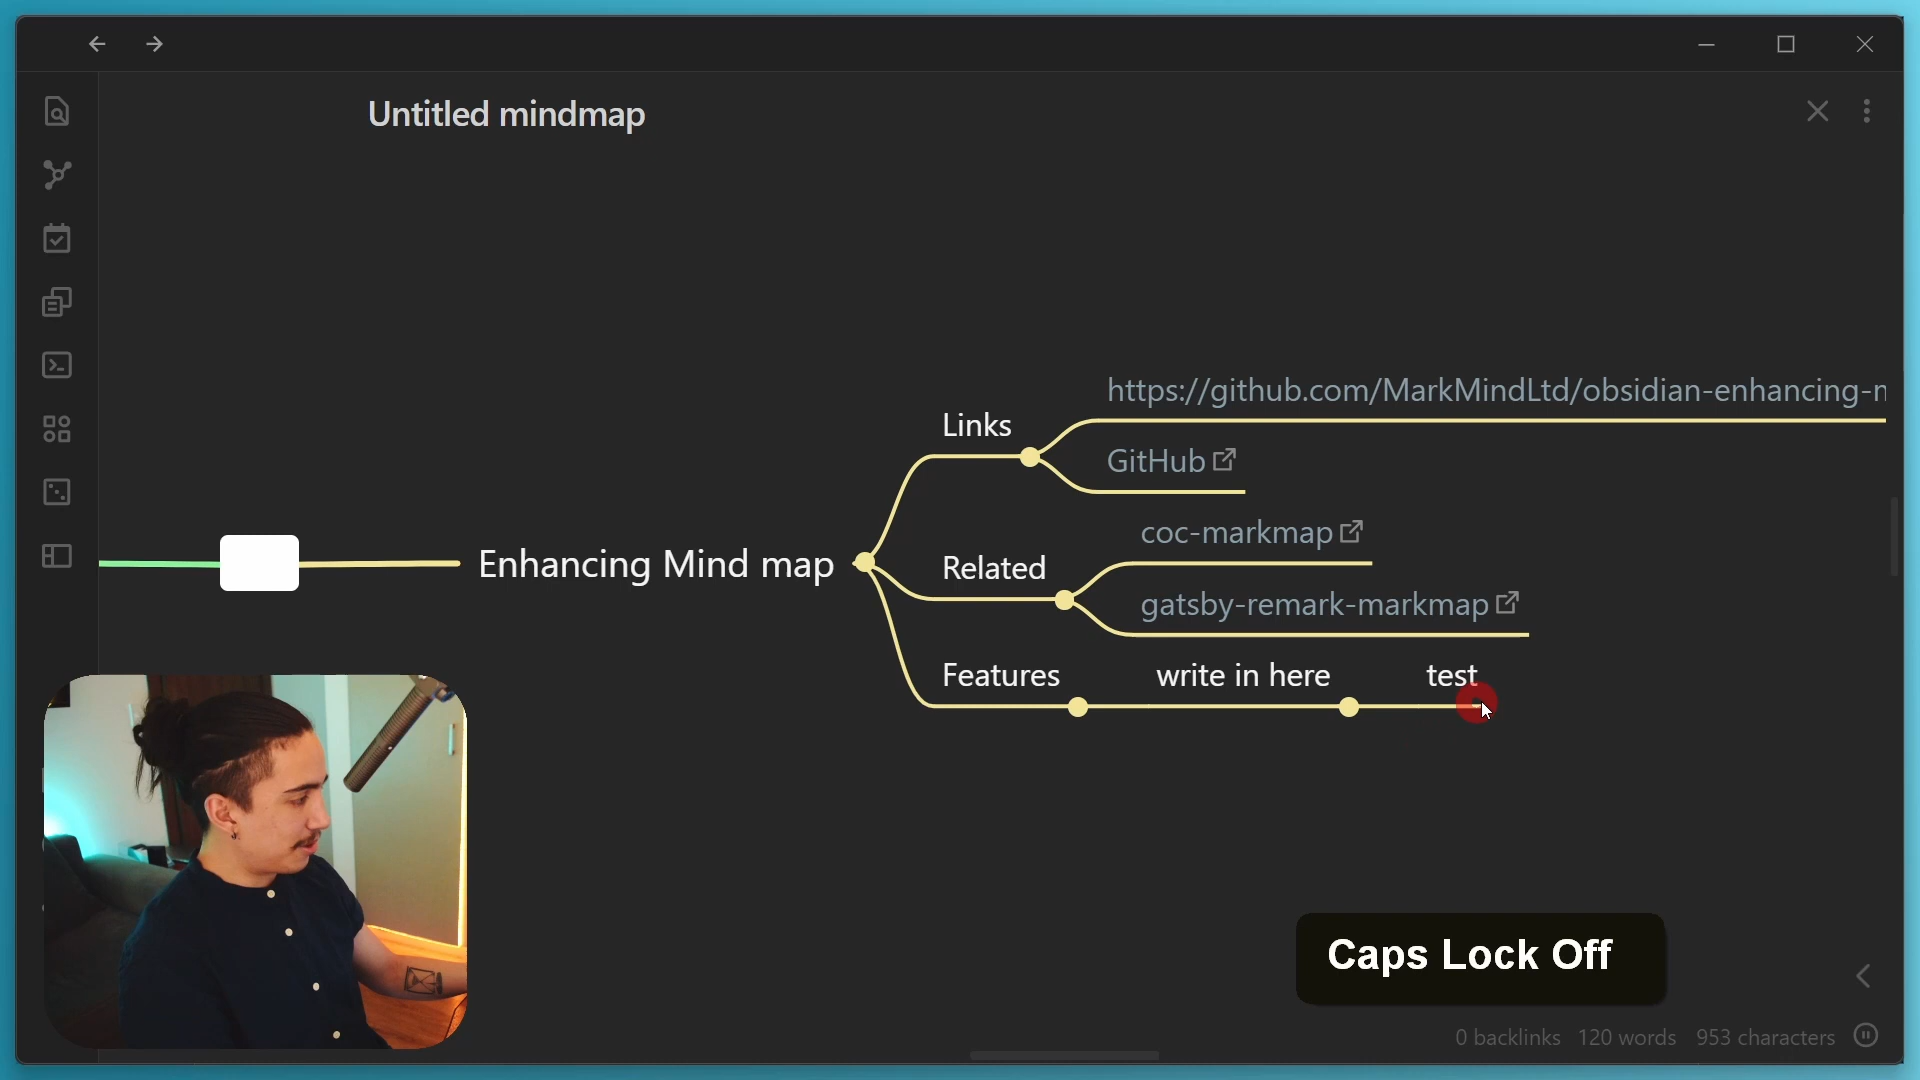 Untitled mindmap
https://github.com/MarkMindLtd/obsidian-enhancing-m
Links
GitHub
coc-markmap
Enhancing Mind map
Related
gatsby-remark-markmap
Features
write in here
test
Caps Lock Off
0 backlinks 120 words 953 characters